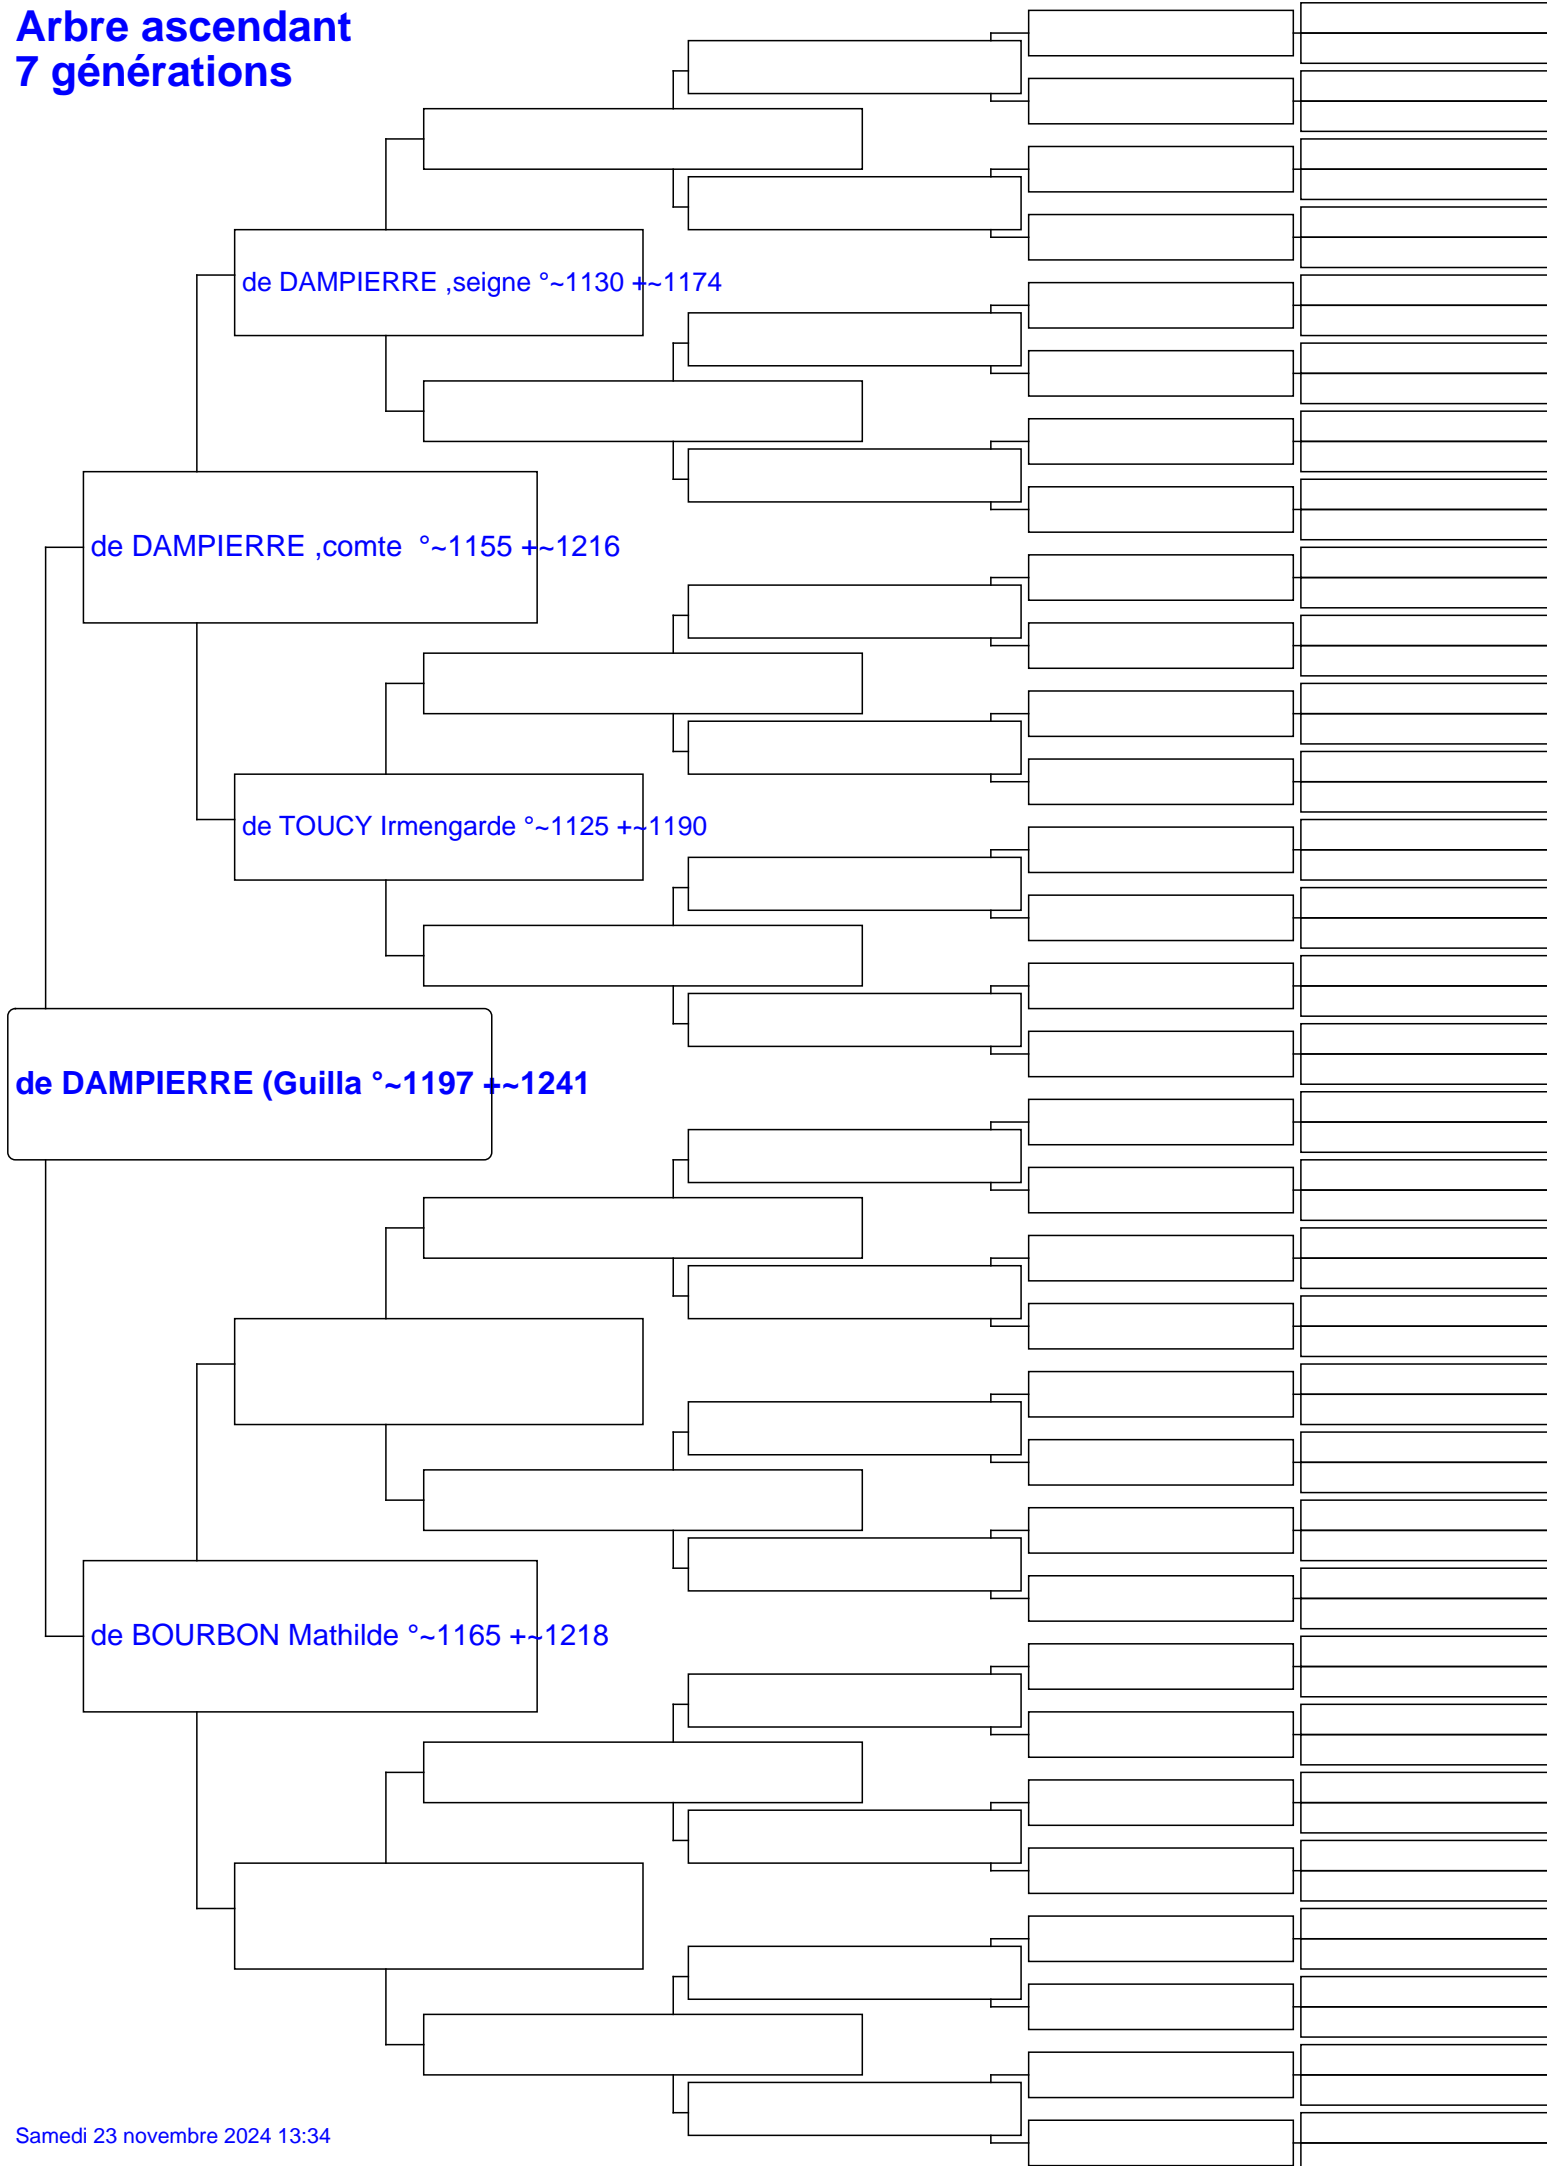 Arbre ascendant
7 générations
de DAMPIERRE ,seigne °~1130 +~1174
de DAMPIERRE ,comte  °~1155 +~1216
de TOUCY Irmengarde °~1125 +~1190
de DAMPIERRE (Guilla °~1197 +~1241
de BOURBON Mathilde °~1165 +~1218
Samedi 23 novembre 2024 13:34